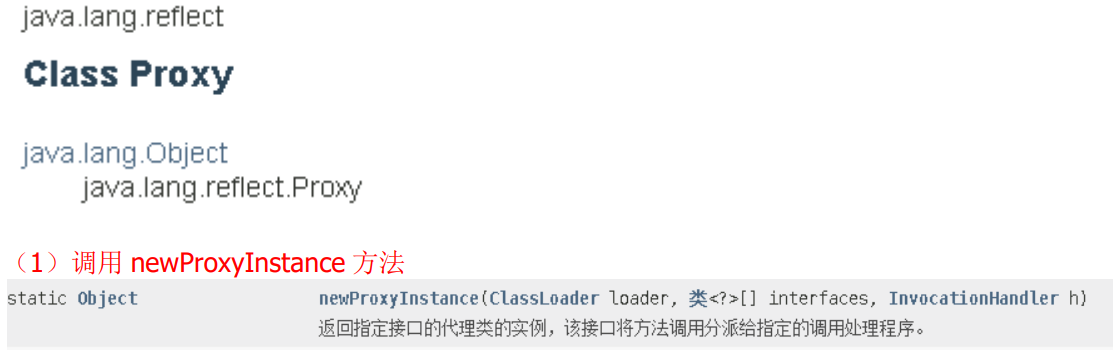 java.lang.reflect
Class Proxy
java.lang.Object
java.lang.reflect.Proxy
（1）调用 newProxyInstance 方法
static Object newProxyInstance(ClassLoader loader, 类<?>[] interfaces, InvocationHandler h)
返回指定接口的代理类的实例，该接口将方法调用分派给指定的调用处理程序。